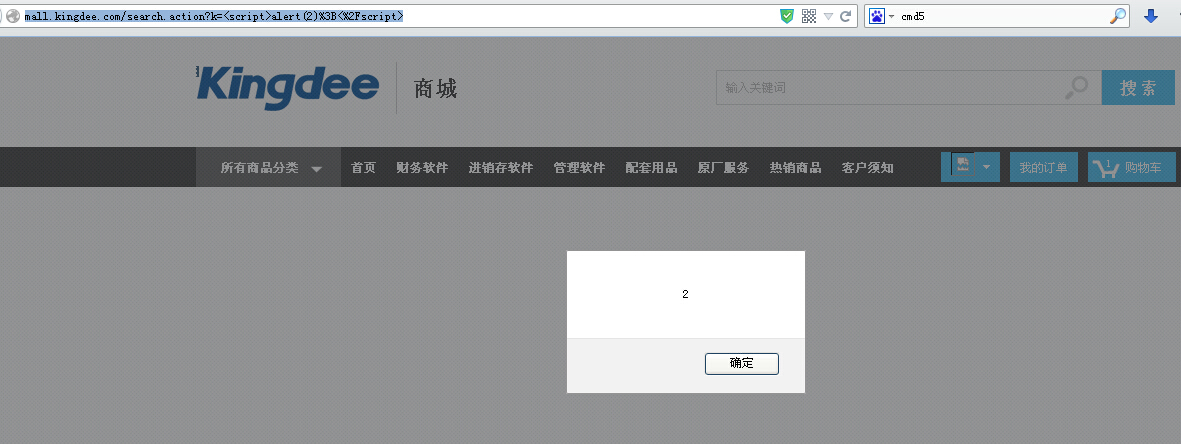 mall.kingdee.com/search.action?k=<script>alert(2)%3B<%2Fscript>
cmd5
Kingdee 商城
输入关键词
搜索
所有商品分类 首页 财务软件 进销存软件 管理软件 配套用品 原厂服务 热销商品 客户须知
我的订单
1 购物车
2
确定